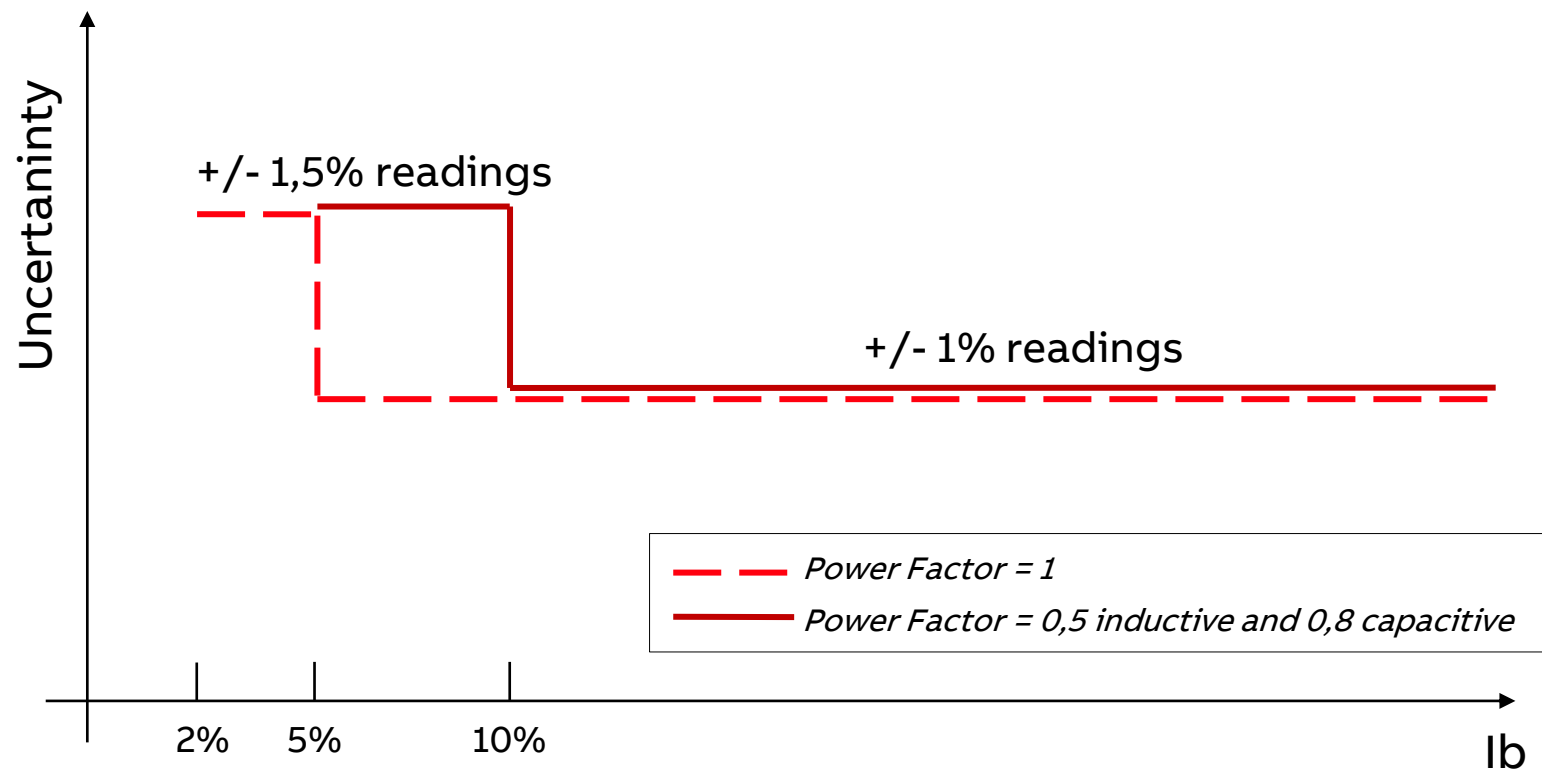 Uncertaninty
+/- 1,5% readings
+/- 1% readings
Power Factor = 1
Power Factor = 0,5 inductive and 0,8 capacitive
2%
5%
10%
Ib